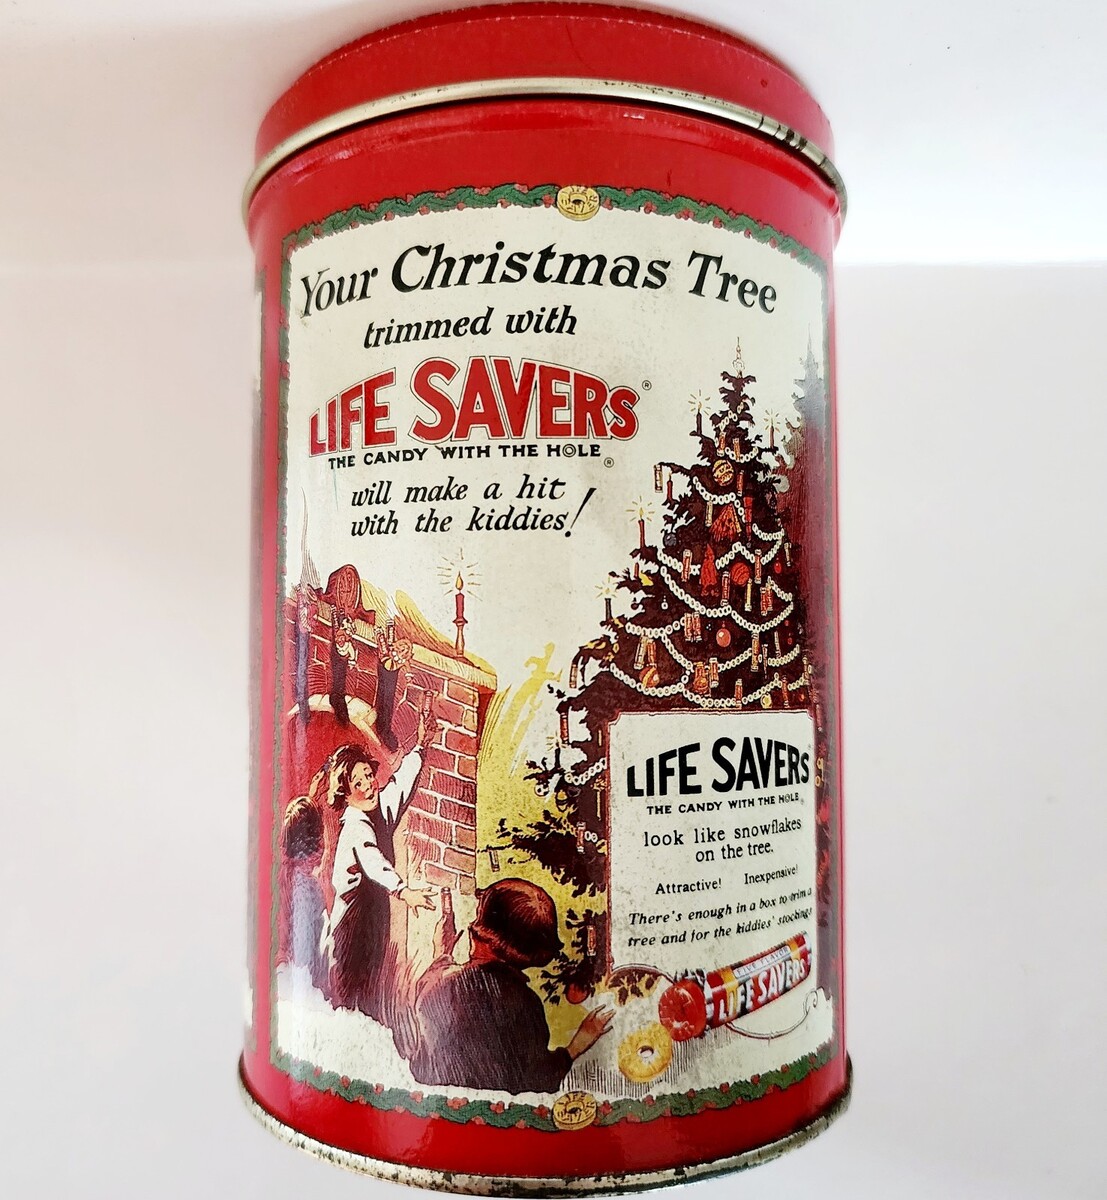 Your Christmas Tree
trimmed with
LIFE SAVERS®
THE CANDY WITH THE HOLE®
will make a hit
with the kiddies!
LIFE SAVERS
THE CANDY WITH THE HOLE
look like snowflakes
on the tree.
Attractive! Inexpensive!
There's enough in a box to trim a
tree and for the kiddies' stockings
FIVE FLAVOR
LIFE SAVERS